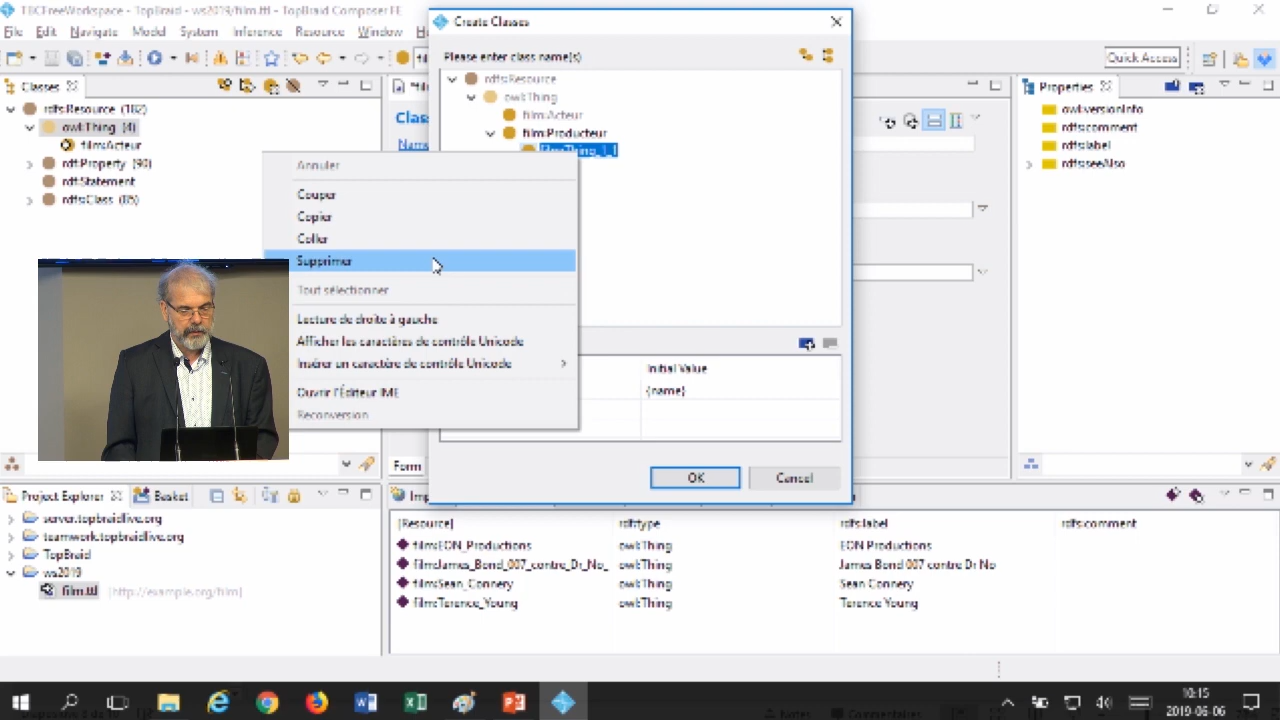 TBCFreeWorkspace - ws2019/film.ttl - TopBraid Composer FE
File Edit Navigate Model System Inference Resource Window
Quick Access
Classes
rdfs:Resource (182)
owl:Thing (4)
film:Acteur
rdf:Property (90)
rdf:Statement
rdfs:Class (85)
Create Classes
Please enter class name(s)
rdfs:Resource
owl:Thing
film:Acteur
film:Producteur
film:Thing_1_1
Initial Value
{name}
OK Cancel
Annuler
Couper
Copier
Coller
Supprimer
Tout sélectionner
Lecture de droite à gauche
Afficher les caractères de contrôle Unicode
Insérer un caractère de contrôle Unicode
Ouvrir l'Éditeur IME
Reconversion
Form
Properties
owl:versionInfo
rdfs:comment
rdfs:label
rdfs:seeAlso
Project Explorer Basket
server.topbraidlive.org
teamwork.topbraidlive.org
TopBraid
ws2019
film.ttl [http://example.org/film]
[Resource] rdf:type rdfs:label rdfs:comment
film:EON_Productions owl:Thing EON Productions
film:James_Bond_007_contre_Dr_No_ owl:Thing James Bond 007 contre Dr No
film:Sean_Connery owl:Thing Sean Connery
film:Terence_Young owl:Thing Terence Young
10:15
2019-06-06